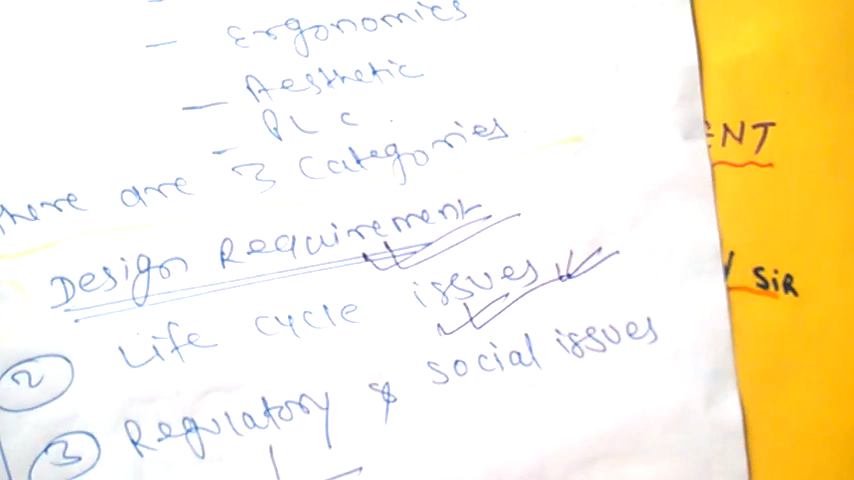 - Ergonomics
- Aesthetic
- PLC
There are 3 categories
Design Requirement
② Life cycle issues
③ Regulatory & social issues
ENT
SiR